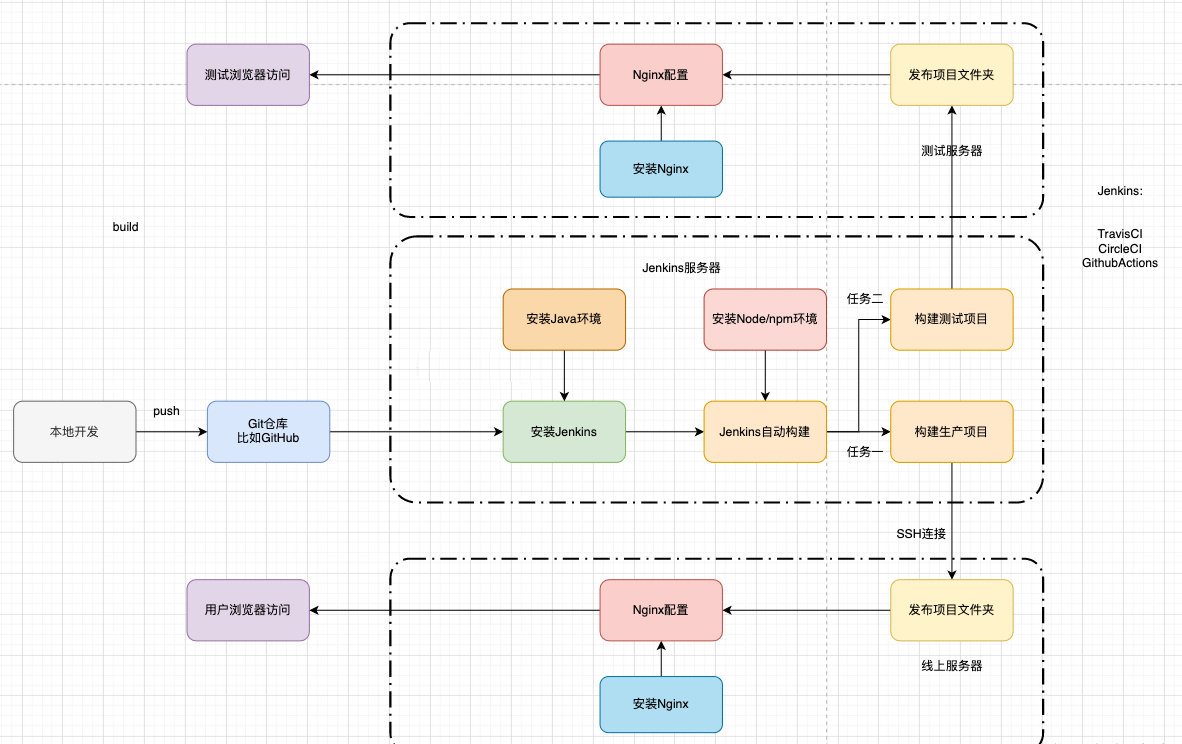 测试浏览器访问
Nginx配置
发布项目文件夹
安装Nginx
测试服务器
Jenkins:
TravisCI
CircleCI
GithubActions
build
Jenkins服务器
安装Java环境
安装Node/npm环境
任务二
构建测试项目
本地开发
push
Git仓库
比如GitHub
安装Jenkins
Jenkins自动构建
任务一
构建生产项目
SSH连接
用户浏览器访问
Nginx配置
发布项目文件夹
线上服务器
安装Nginx